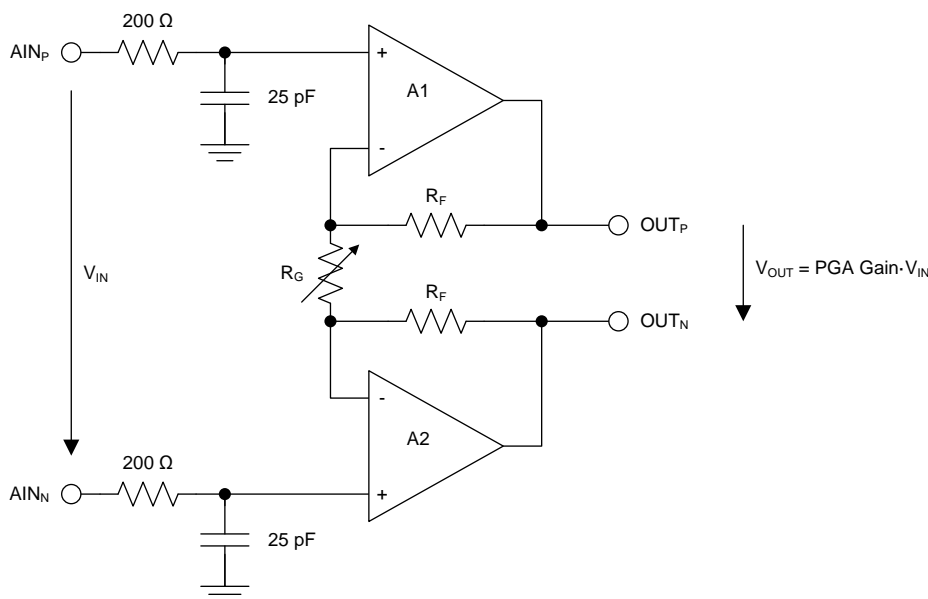 200 Ω
AINP
+
A1
25 pF
-
RF
OUTP
VIN
RG
VOUT = PGA Gain·VIN
RF
OUTN
-
A2
200 Ω
AINN
+
25 pF